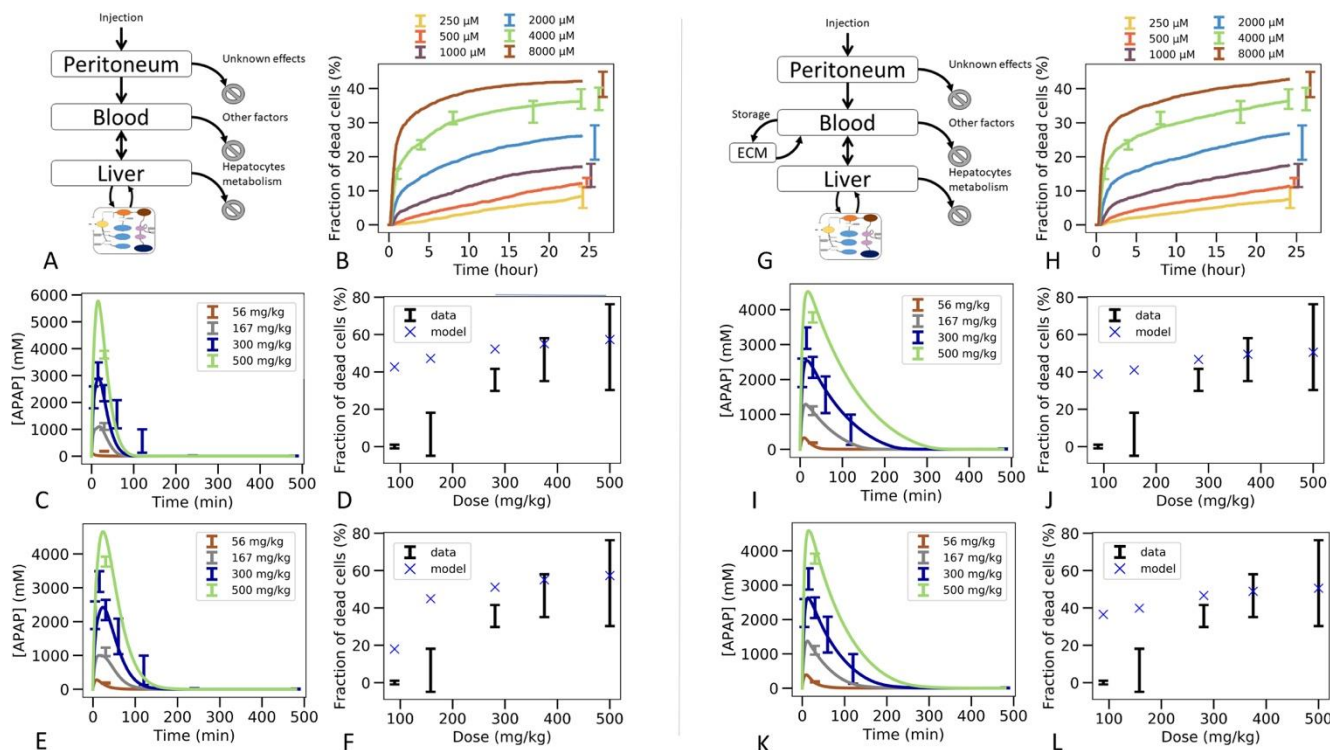 Injection
Peritoneum
Unknown effects
Blood
Other factors
Liver
Hepatocytes
metabolism
A
250 µM
500 µM
1000 µM
2000 µM
4000 µM
8000 µM
Fraction of dead cells (%)
40
30
20
10
0
0 5 10 15 20 25
Time (hour)
B
Injection
Peritoneum
Unknown effects
Storage
Blood
Other factors
ECM
Liver
Hepatocytes
metabolism
G
250 µM
500 µM
1000 µM
2000 µM
4000 µM
8000 µM
Fraction of dead cells (%)
40
30
20
10
0
0 5 10 15 20 25
Time (hour)
H
[APAP] (mM)
6000
5000
4000
3000
2000
1000
0
56 mg/kg
167 mg/kg
300 mg/kg
500 mg/kg
0 100 200 300 400 500
Time (min)
C
Fraction of dead cells (%)
80
60
40
20
0
data
model
100 200 300 400 500
Dose (mg/kg)
D
[APAP] (mM)
4000
3000
2000
1000
0
56 mg/kg
167 mg/kg
300 mg/kg
500 mg/kg
0 100 200 300 400 500
Time (min)
I
Fraction of dead cells (%)
80
60
40
20
0
data
model
100 200 300 400 500
Dose (mg/kg)
J
[APAP] (mM)
4000
3000
2000
1000
0
56 mg/kg
167 mg/kg
300 mg/kg
500 mg/kg
0 100 200 300 400 500
Time (min)
E
Fraction of dead cells (%)
80
60
40
20
0
data
model
100 200 300 400 500
Dose (mg/kg)
F
[APAP] (mM)
4000
3000
2000
1000
0
56 mg/kg
167 mg/kg
300 mg/kg
500 mg/kg
0 100 200 300 400 500
Time (min)
K
Fraction of dead cells (%)
80
60
40
20
0
data
model
100 200 300 400 500
Dose (mg/kg)
L